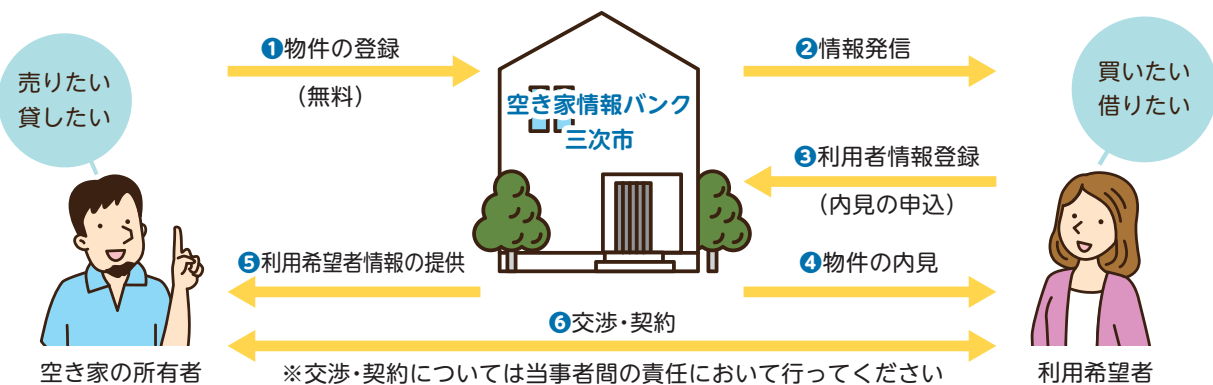 売りたい
貸したい
❶物件の登録
（無料）
空き家情報バンク
三次市
❷情報発信
買いたい
借りたい
❸利用者情報登録
（内見の申込）
❺利用希望者情報の提供
❹物件の内見
❻交渉・契約
空き家の所有者
※交渉・契約については当事者間の責任において行ってください
利用希望者